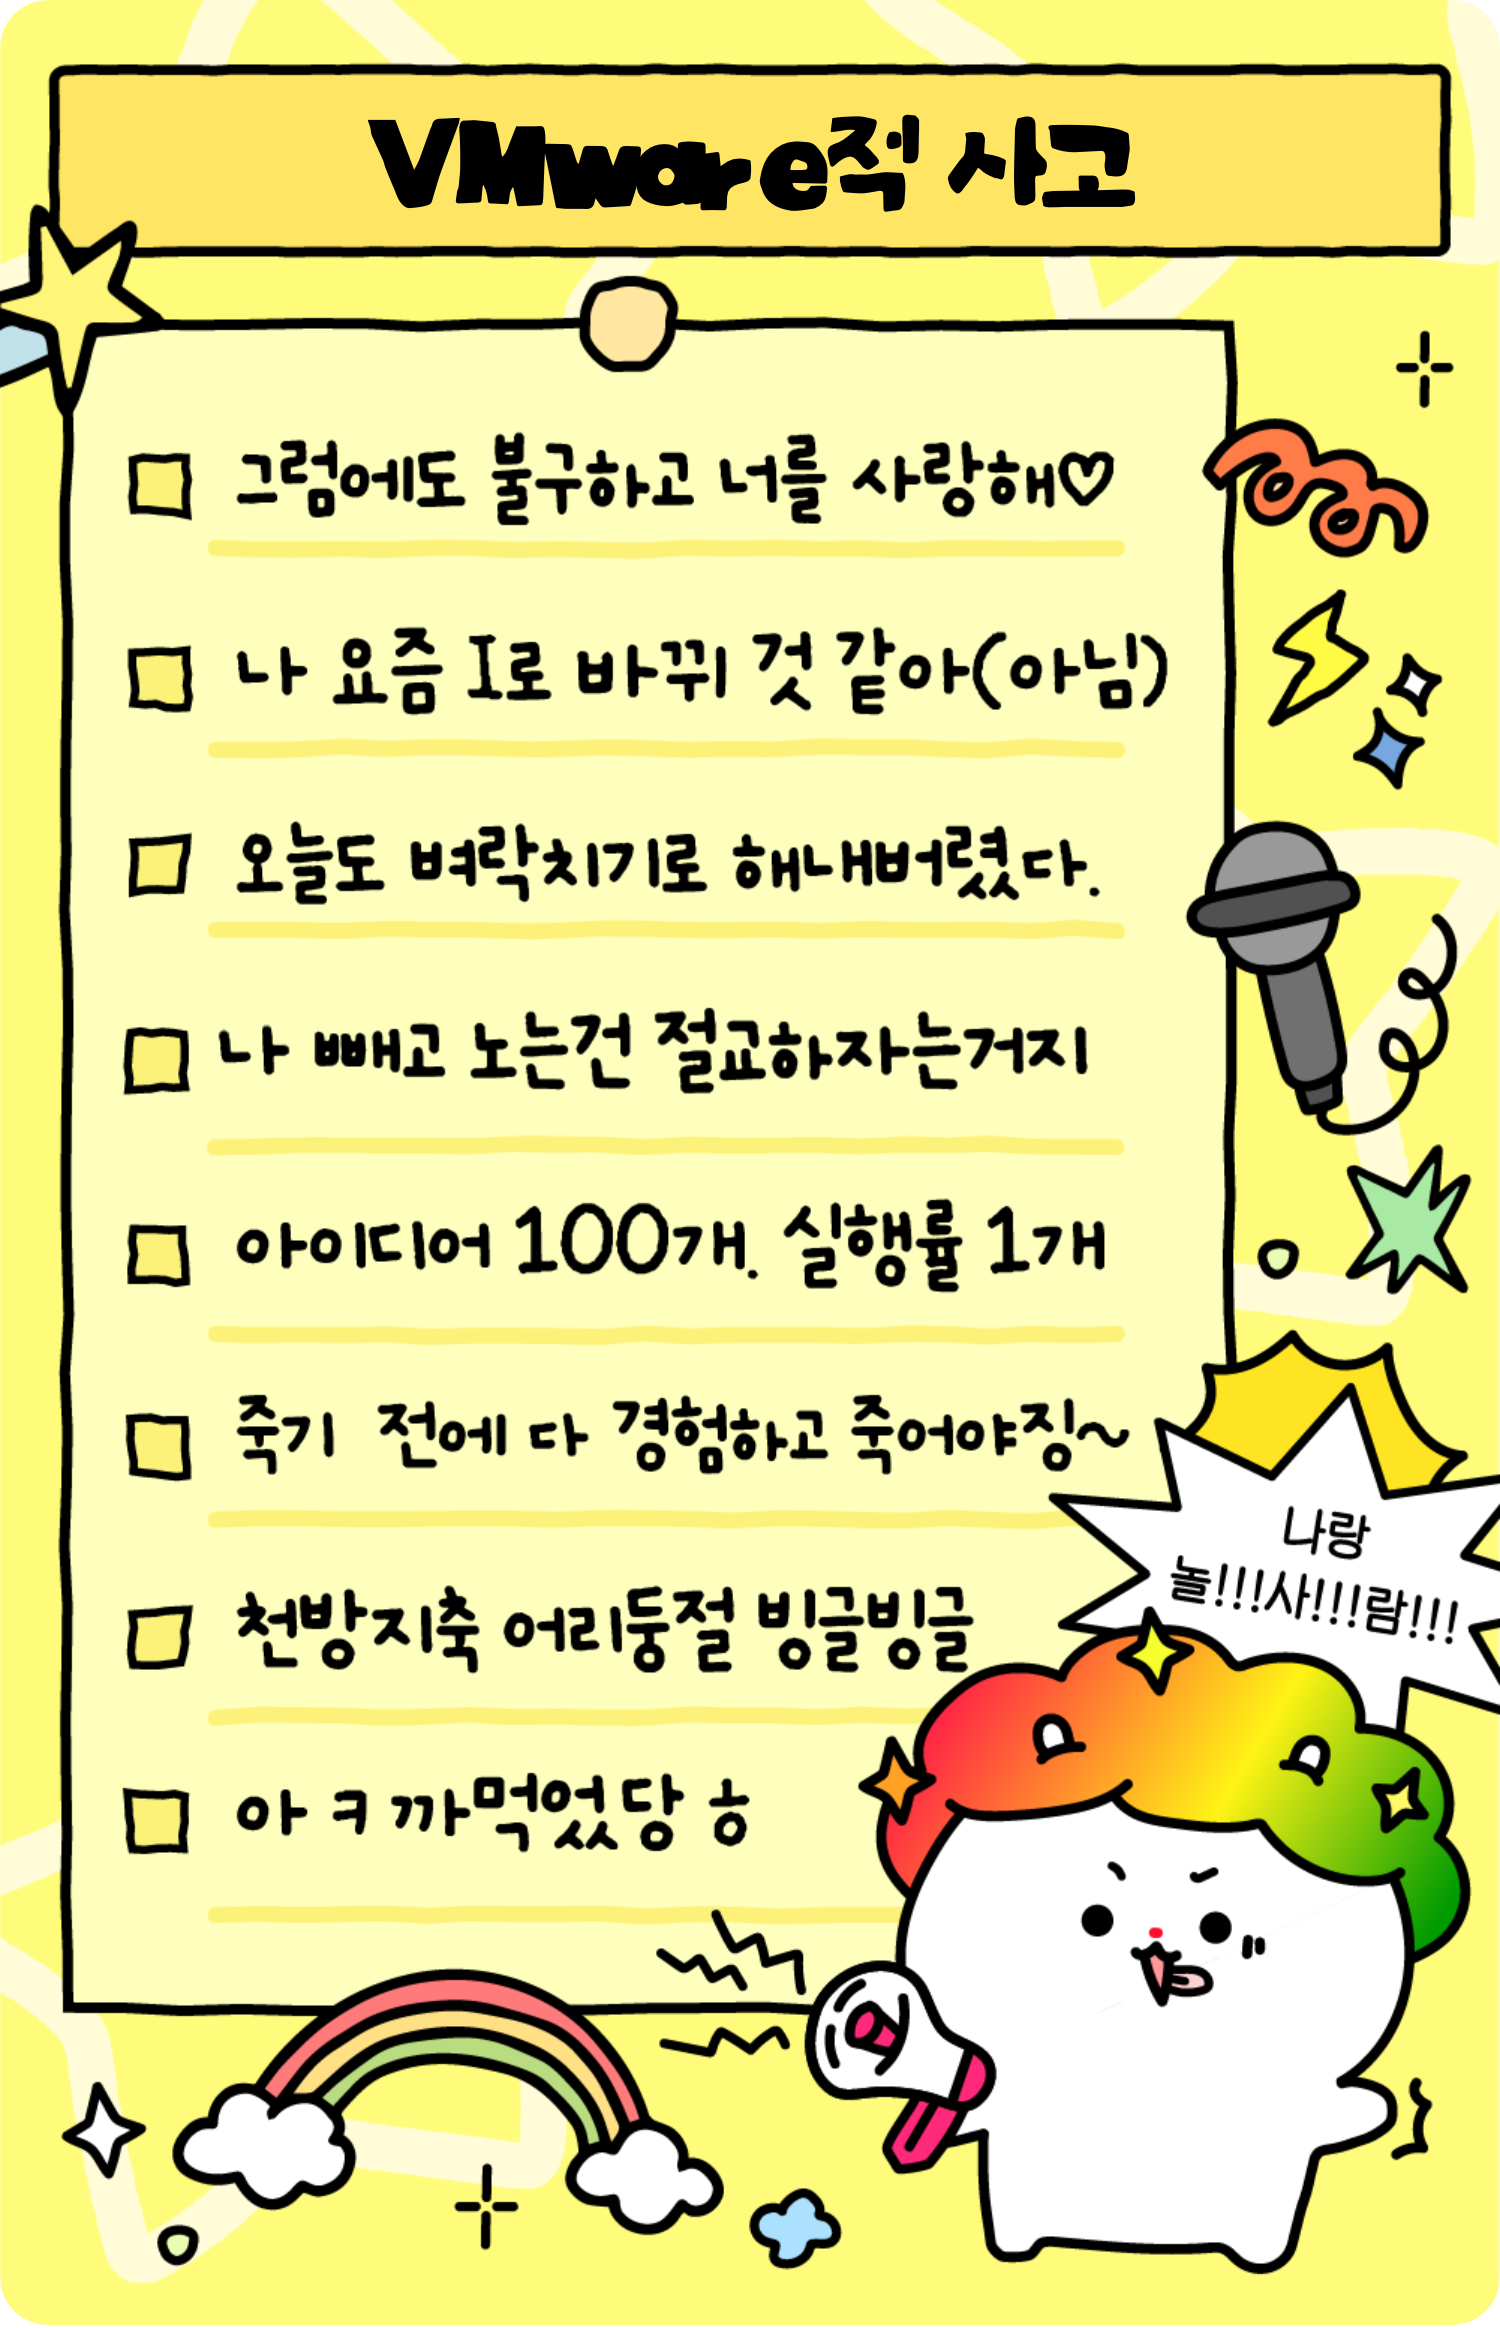 VMware적 사고
그럼에도 불구하고 너를 사랑해♡
나 요즘 I로 바뀌 것 같아(아님)
오늘도 벼락치기로 해내버렸다.
나 빼고 노는건 절교하자는거지
아이디어 100개. 실행률 1개
죽기 전에 다 경험하고 죽어야징~
천방지축 어리둥절 빙글빙글
아 ㅋ 까먹었당 ㅎ
나랑
놀!!!사!!!람!!!